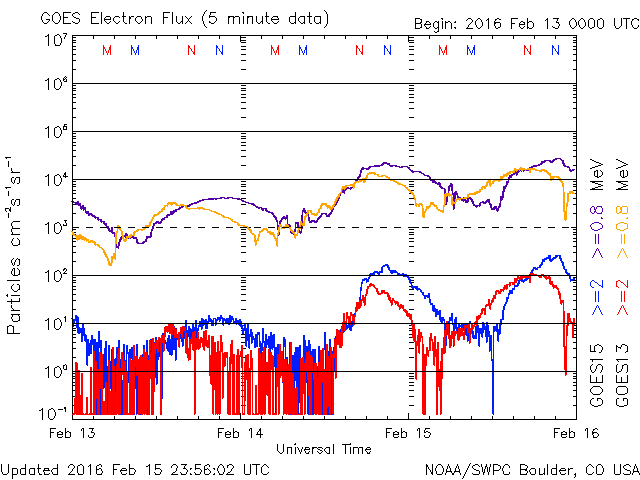 GOES Electron Flux (5 minute data)
Begin: 2016 Feb 13 0000 UTC
10⁷
M M N N M M N N M M N N
10⁶
10⁵
10⁴
10³
10²
10¹
10⁰
10⁻¹
Particles cm⁻²s⁻¹sr⁻¹
Feb 13 Feb 14 Feb 15 Feb 16
Universal Time
GOES15 >=2 >=0.8 MeV
GOES13 >=2 >=0.8 MeV
Updated 2016 Feb 15 23:56:02 UTC
NOAA/SWPC Boulder, CO USA